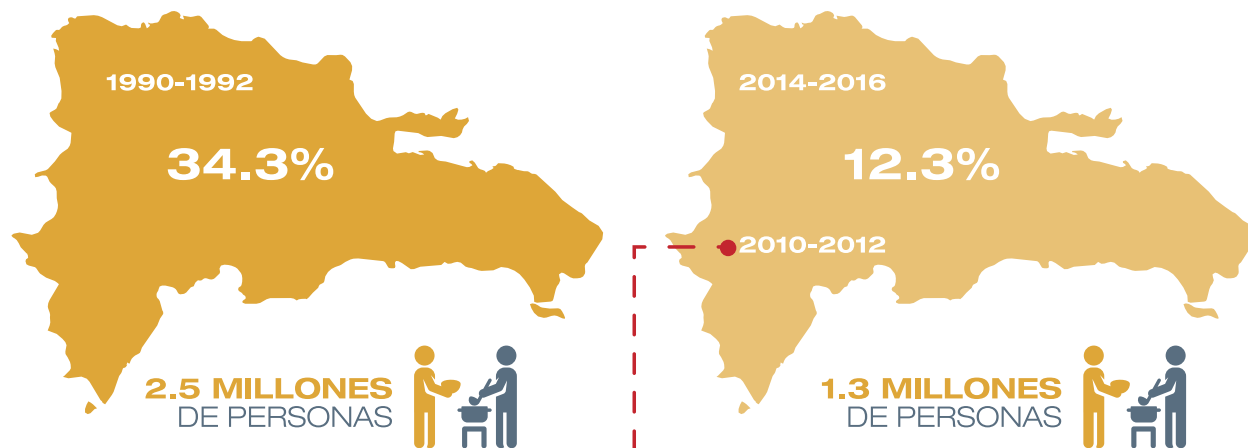 1990-1992
34.3%
2.5 MILLONES
DE PERSONAS
2014-2016
12.3%
2010-2012
1.3 MILLONES
DE PERSONAS